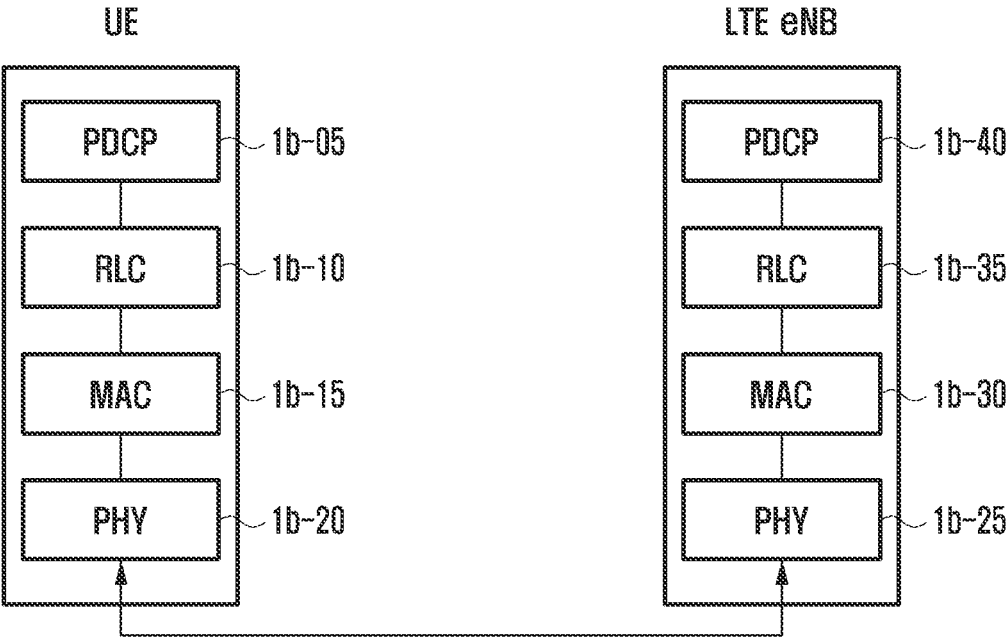 UE LTE eNB
PDCP 1b-05 PDCP 1b-40
RLC 1b-10 RLC 1b-35
MAC 1b-15 MAC 1b-30
PHY 1b-20 PHY 1b-25